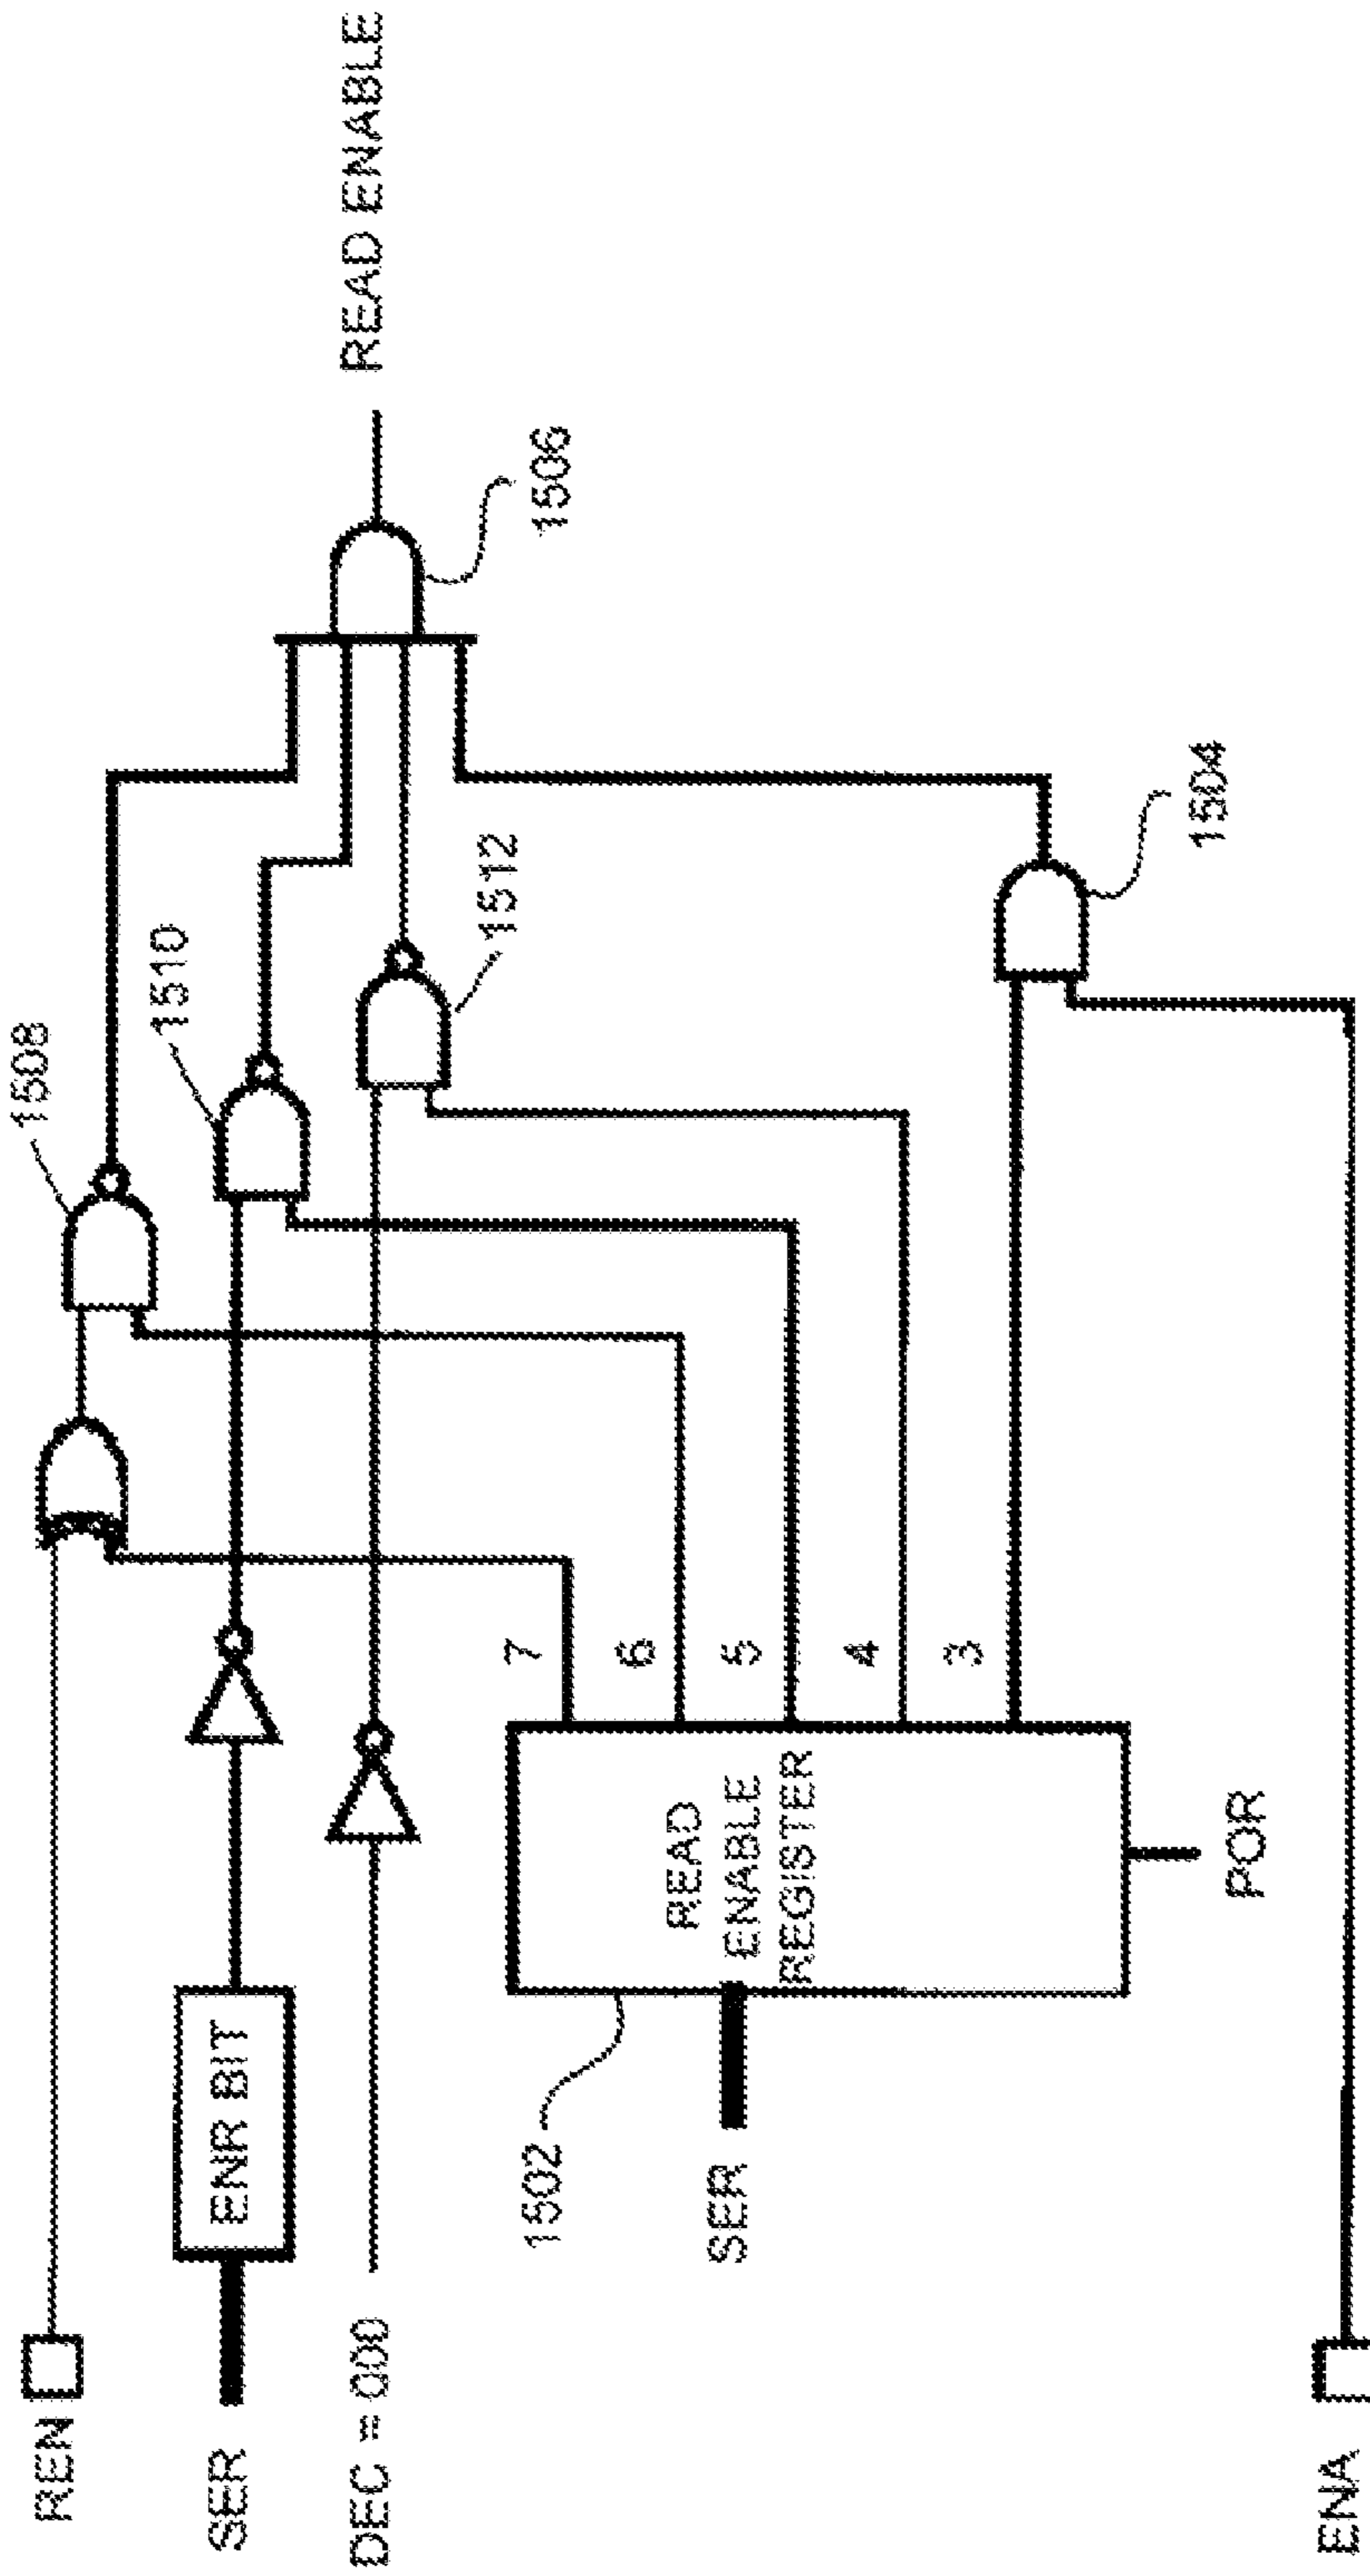 REN
SER
ENR BIT
DEC = 000
1508
1510
1512
READ ENABLE
1506
1502
SER
READ
ENABLE
REGISTER
7
6
5
4
3
POR
1504
ENA